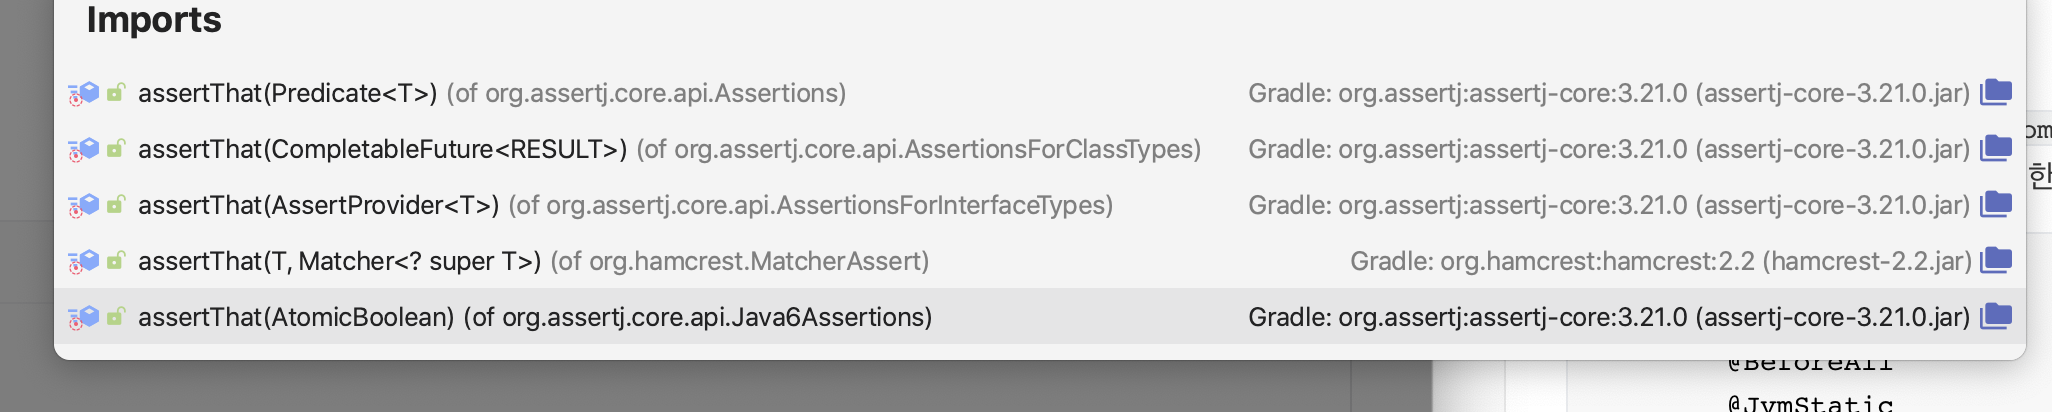 Imports
assertThat(Predicate<T>) (of org.assertj.core.api.Assertions) Gradle: org.assertj:assertj-core:3.21.0 (assertj-core-3.21.0.jar)
assertThat(CompletableFuture<RESULT>) (of org.assertj.core.api.AssertionsForClassTypes) Gradle: org.assertj:assertj-core:3.21.0 (assertj-core-3.21.0.jar)
om
assertThat(AssertProvider<T>) (of org.assertj.core.api.AssertionsForInterfaceTypes) Gradle: org.assertj:assertj-core:3.21.0 (assertj-core-3.21.0.jar)
한
assertThat(T, Matcher<? super T>) (of org.hamcrest.MatcherAssert) Gradle: org.hamcrest:hamcrest:2.2 (hamcrest-2.2.jar)
assertThat(AtomicBoolean) (of org.assertj.core.api.Java6Assertions) Gradle: org.assertj:assertj-core:3.21.0 (assertj-core-3.21.0.jar)
@BeforeAll
@JvmStatic